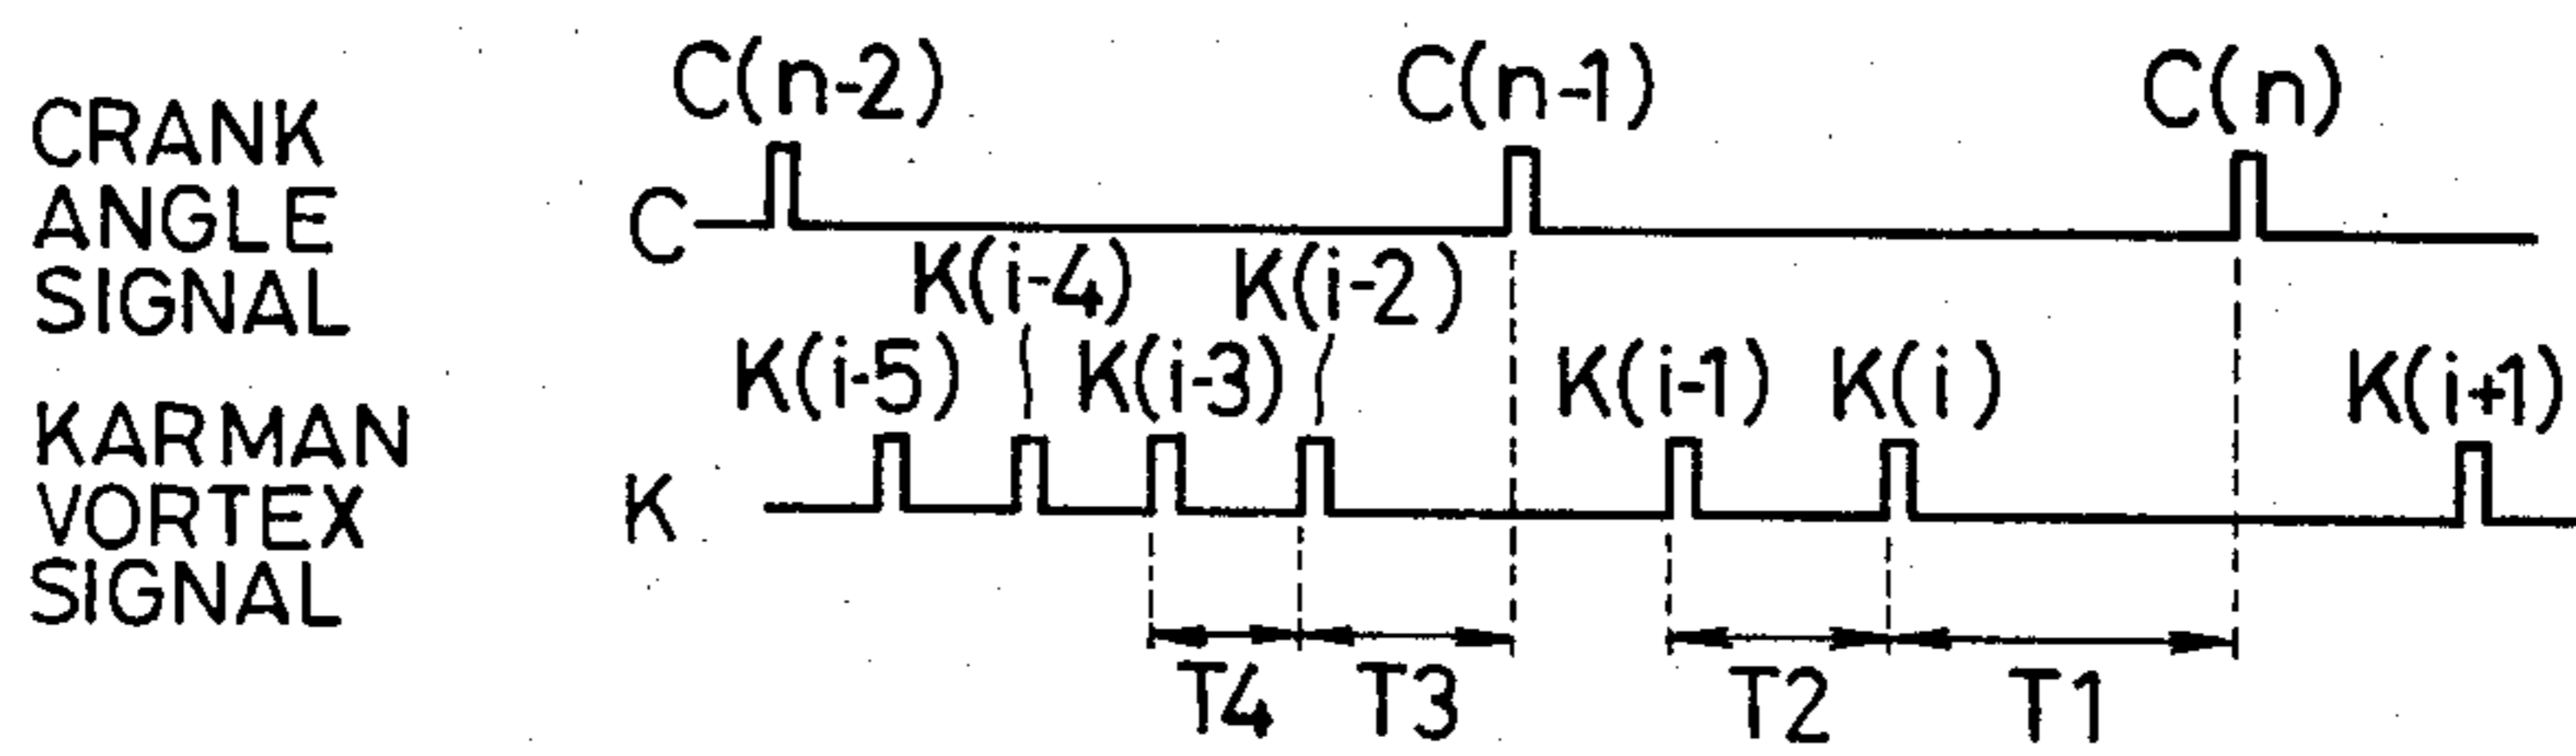 CRANK
ANGLE
SIGNAL
C(n-2) C(n-1) C(n)
C
K(i-4) K(i-2)
K(i-5) K(i-3) K(i-1) K(i) K(i+1)
KARMAN
VORTEX
SIGNAL
K
T4 T3 T2 T1